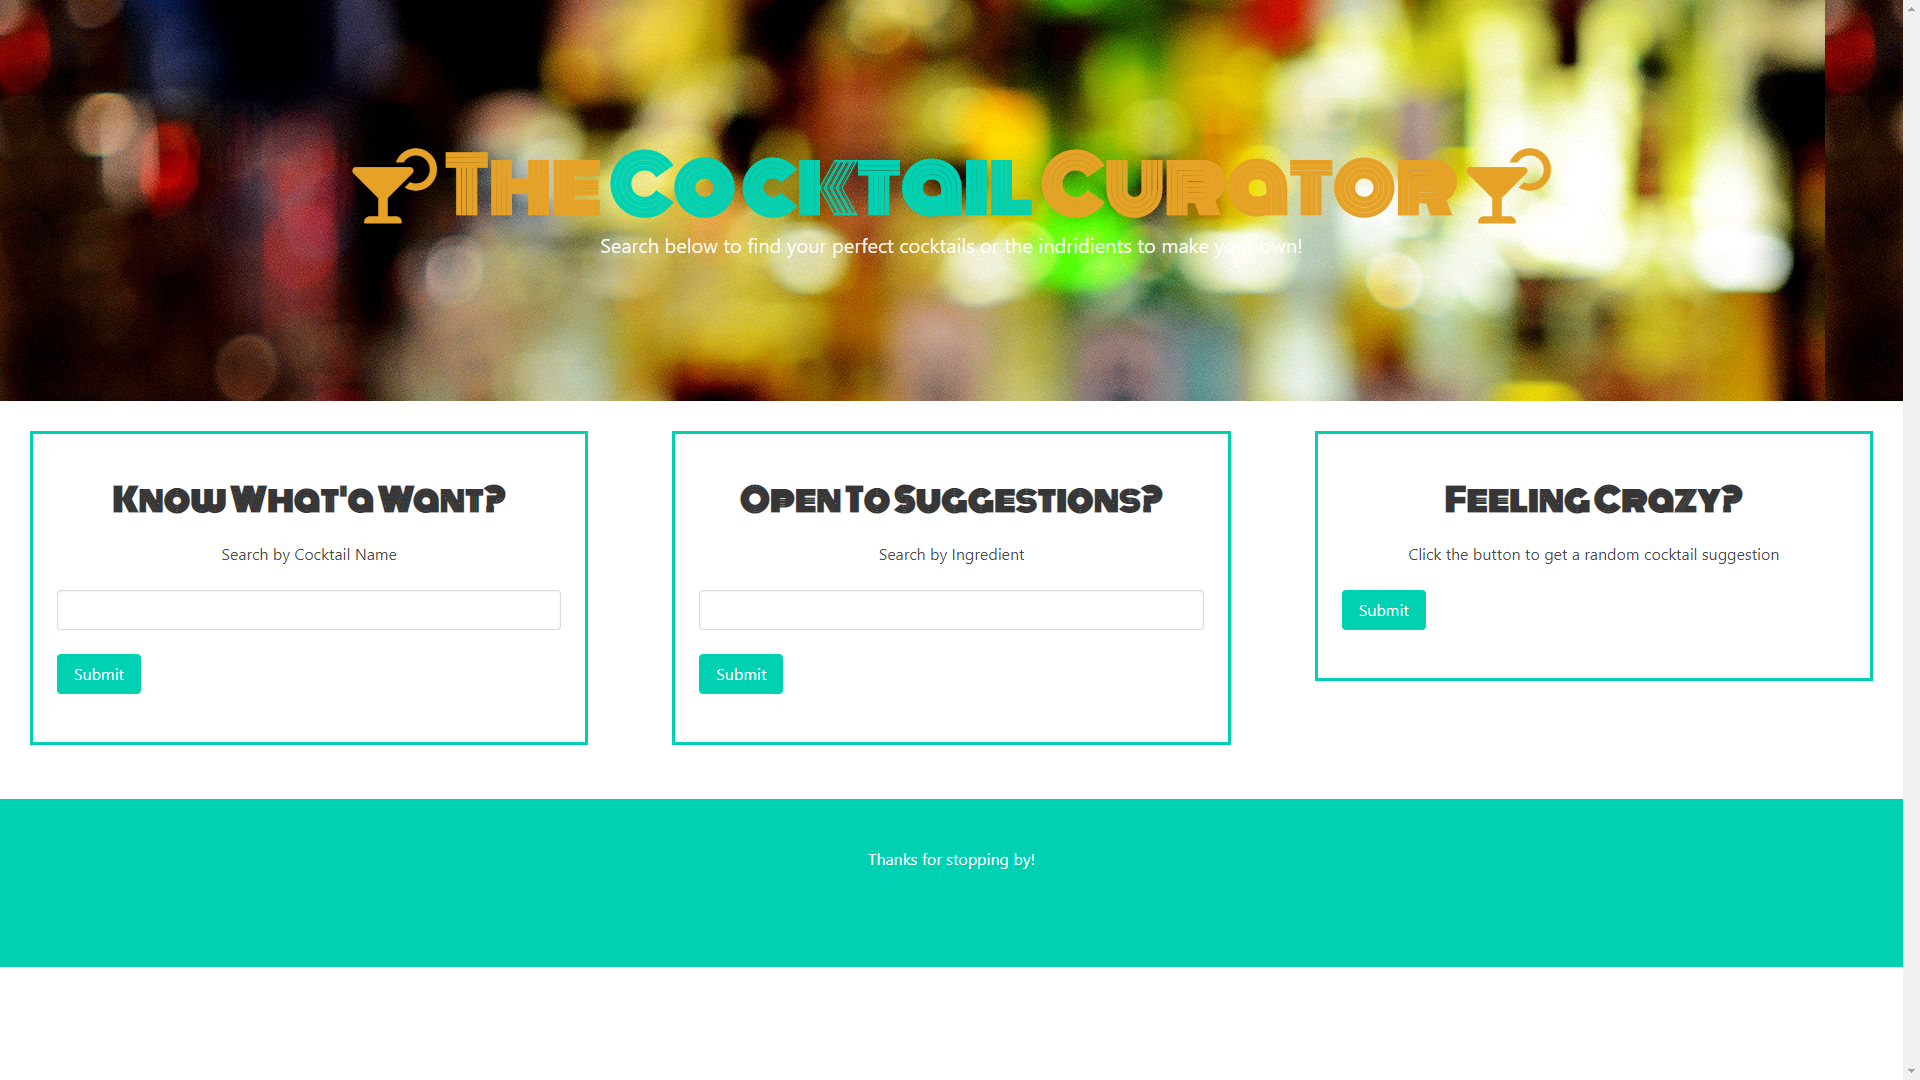 The Cocktail Curator
Search below to find your perfect cocktails or the indridients to make your own!
Know What'a Want?
Search by Cocktail Name
Submit
Open To Suggestions?
Search by Ingredient
Submit
Feeling Crazy?
Click the button to get a random cocktail suggestion
Submit
Thanks for stopping by!